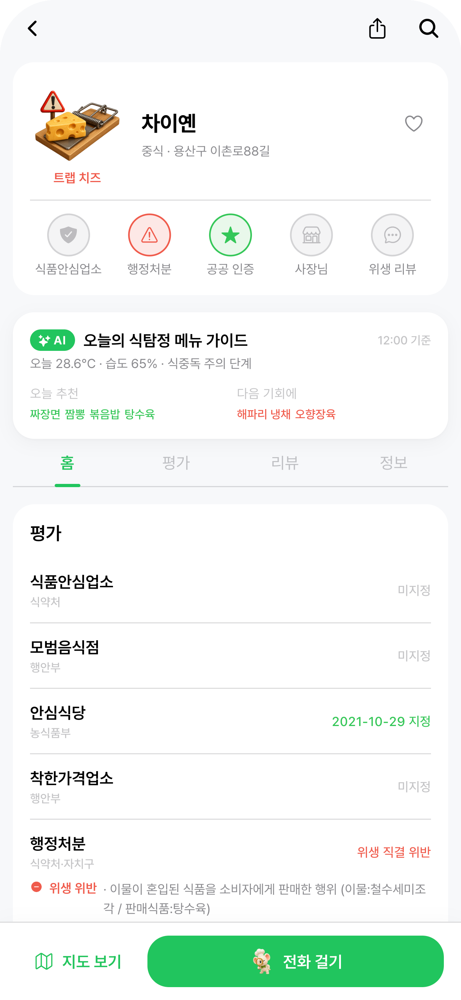 차이옌
중식 · 용산구 이촌로88길
트랩 치즈
식품안심업소 행정처분 공공 인증 사장님 위생 리뷰
AI 오늘의 식탐정 메뉴 가이드 12:00 기준
오늘 28.6°C · 습도 65% · 식중독 주의 단계
오늘 추천 다음 기회에
짜장면 짬뽕 볶음밥 탕수육 해파리 냉채 오향장육
홈 평가 리뷰 정보
평가
식품안심업소
식약처
미지정
모범음식점
행안부
미지정
안심식당
농식품부
2021-10-29 지정
착한가격업소
행안부
미지정
행정처분
식약처·자치구
위생 직결 위반
위생 위반 · 이물이 혼입된 식품을 소비자에게 판매한 행위 (이물:철수세미조
각 / 판매식품:탕수육)
지도 보기 전화 걸기